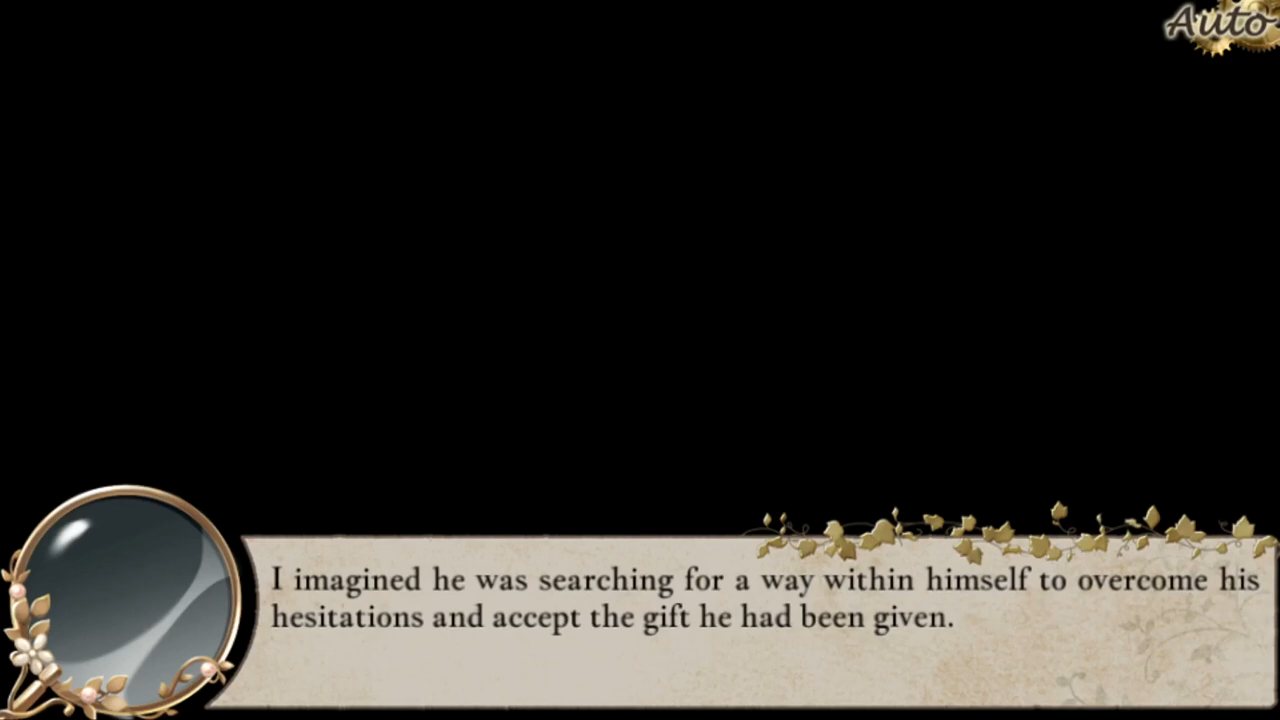 Auto
I imagined he was searching for a way within himself to overcome his
hesitations and accept the gift he had been given.